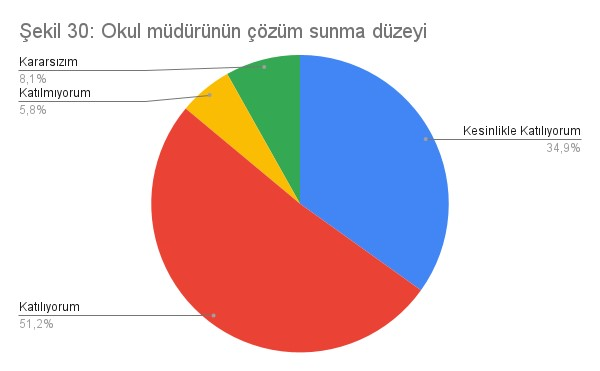 Şekil 30: Okul müdürünün çözüm sunma düzeyi
Kararsızım
8,1%
Katılmıyorum
5,8%
Kesinlikle Katılıyorum
34,9%
Katılıyorum
51,2%